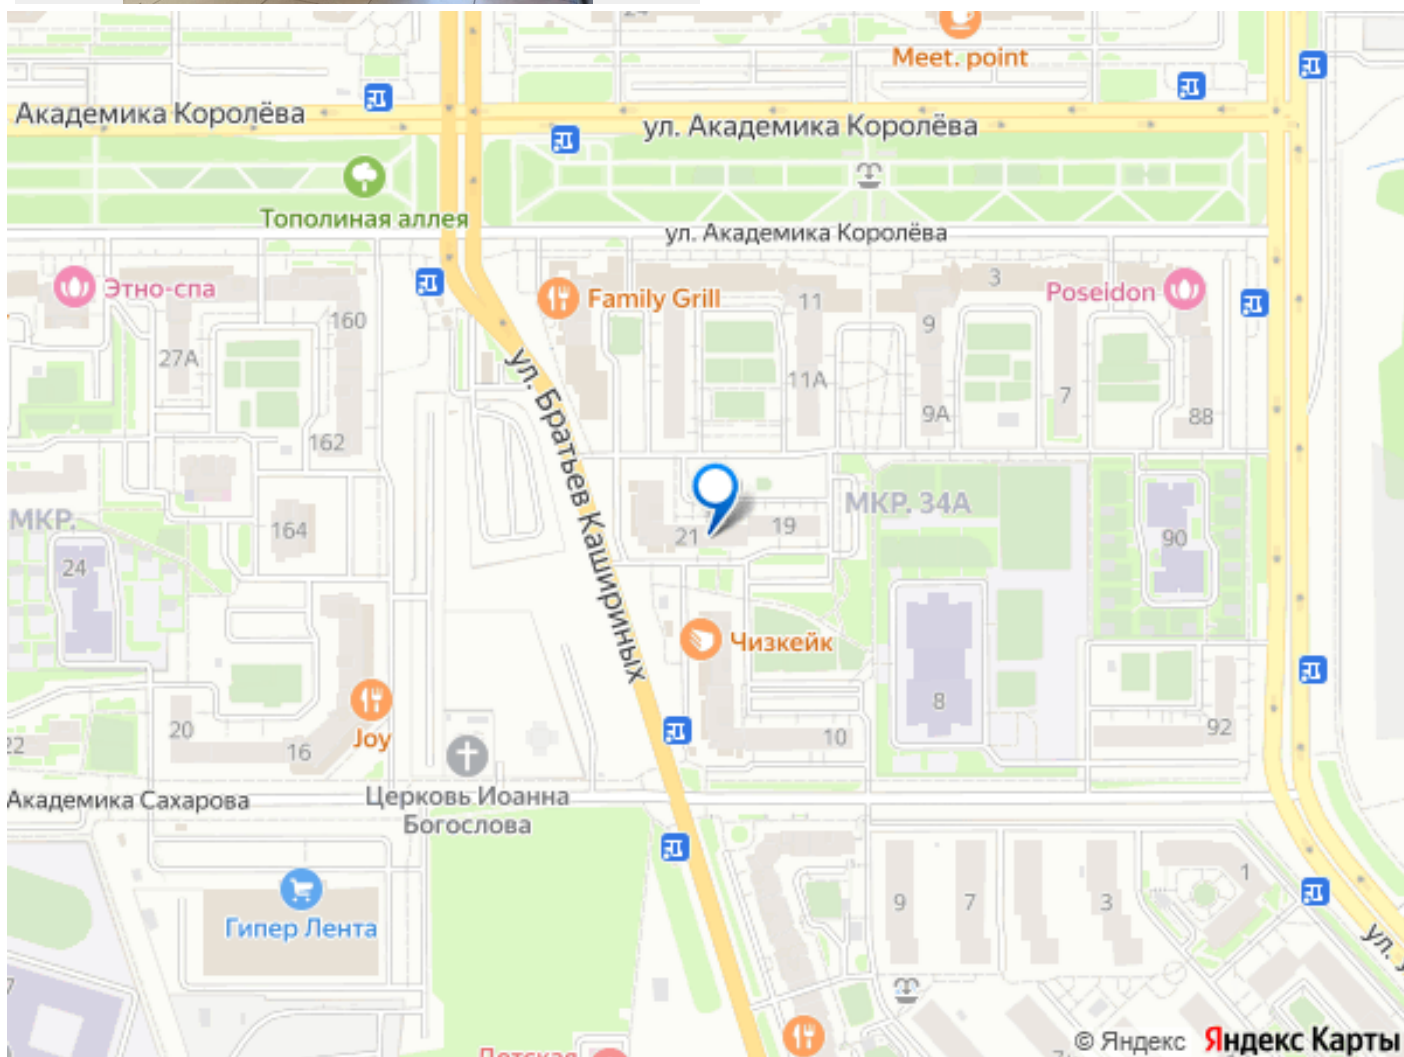 24
Meet. point
Академика Королёва
ул. Академика Королёва
Тополиная аллея
ул. Академика Королёва
Этно-спа
Family Grill
3
Poseidon
11
160
9
27А
11А
7
9А
88
162
ул. Братьев Кашириных
МКР.
МКР. 34А
164
21
19
90
24
Чизкейк
8
20
22
16
Joy
10
92
Академика Сахарова
Церковь Иоанна
Богослова
1
9
7
3
Гипер Лента
ул.
7
Детская
© Яндекс Яндекс Карты